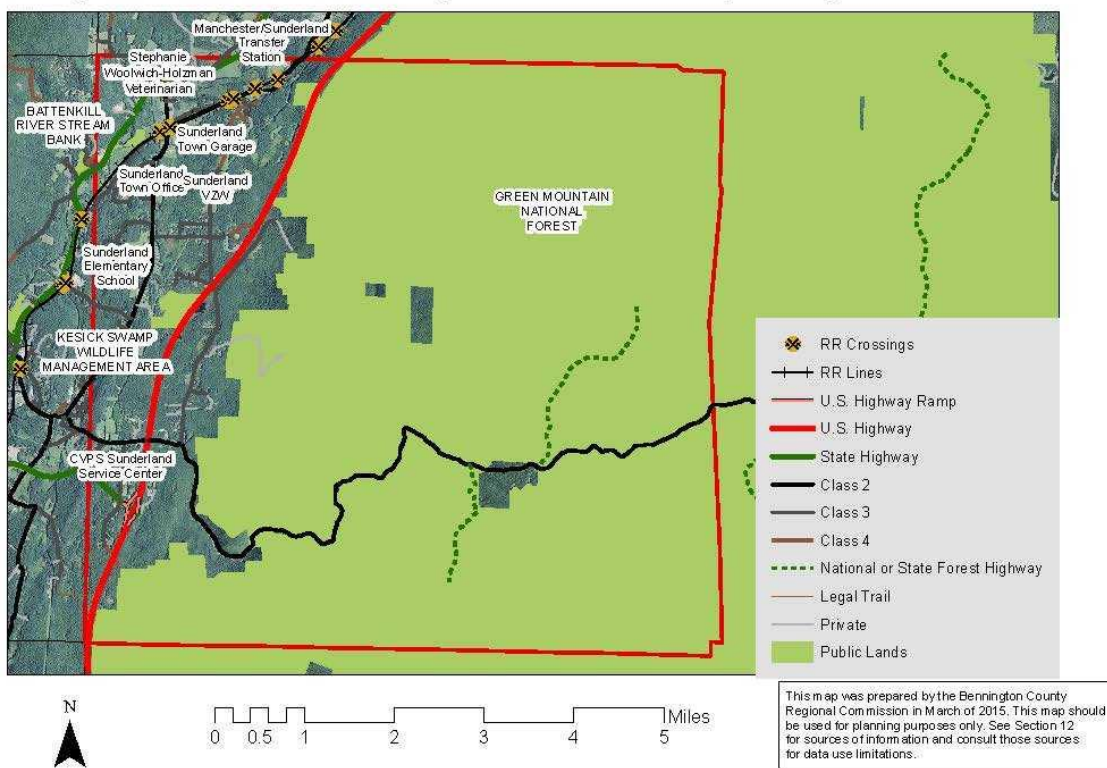 Manchester/Sunderland
Transfer
Station
Stephanie
Woolwich-Holzman
Veterinarian
BATTENKILL
RIVER STREAM
BANK
Sunderland
Town Garage
Sunderland
Town Office
Sunderland
VZW
GREEN MOUNTAIN
NATIONAL
FOREST
Sunderland
Elementary
School
KESICK SWAMP
WILDLIFE
MANAGEMENT AREA
CVPS Sunderland
Service Center
RR Crossings
RR Lines
U.S. Highway Ramp
U.S. Highway
State Highway
Class 2
Class 3
Class 4
National or State Forest Highway
Legal Trail
Private
Public Lands
N
Miles
0 0.5 1 2 3 4 5
This map was prepared by the Bennington County
Regional Commission in March of 2015. This map should
be used for planning purposes only. See Section 12
for sources of information and consult those sources
for data use limitations.